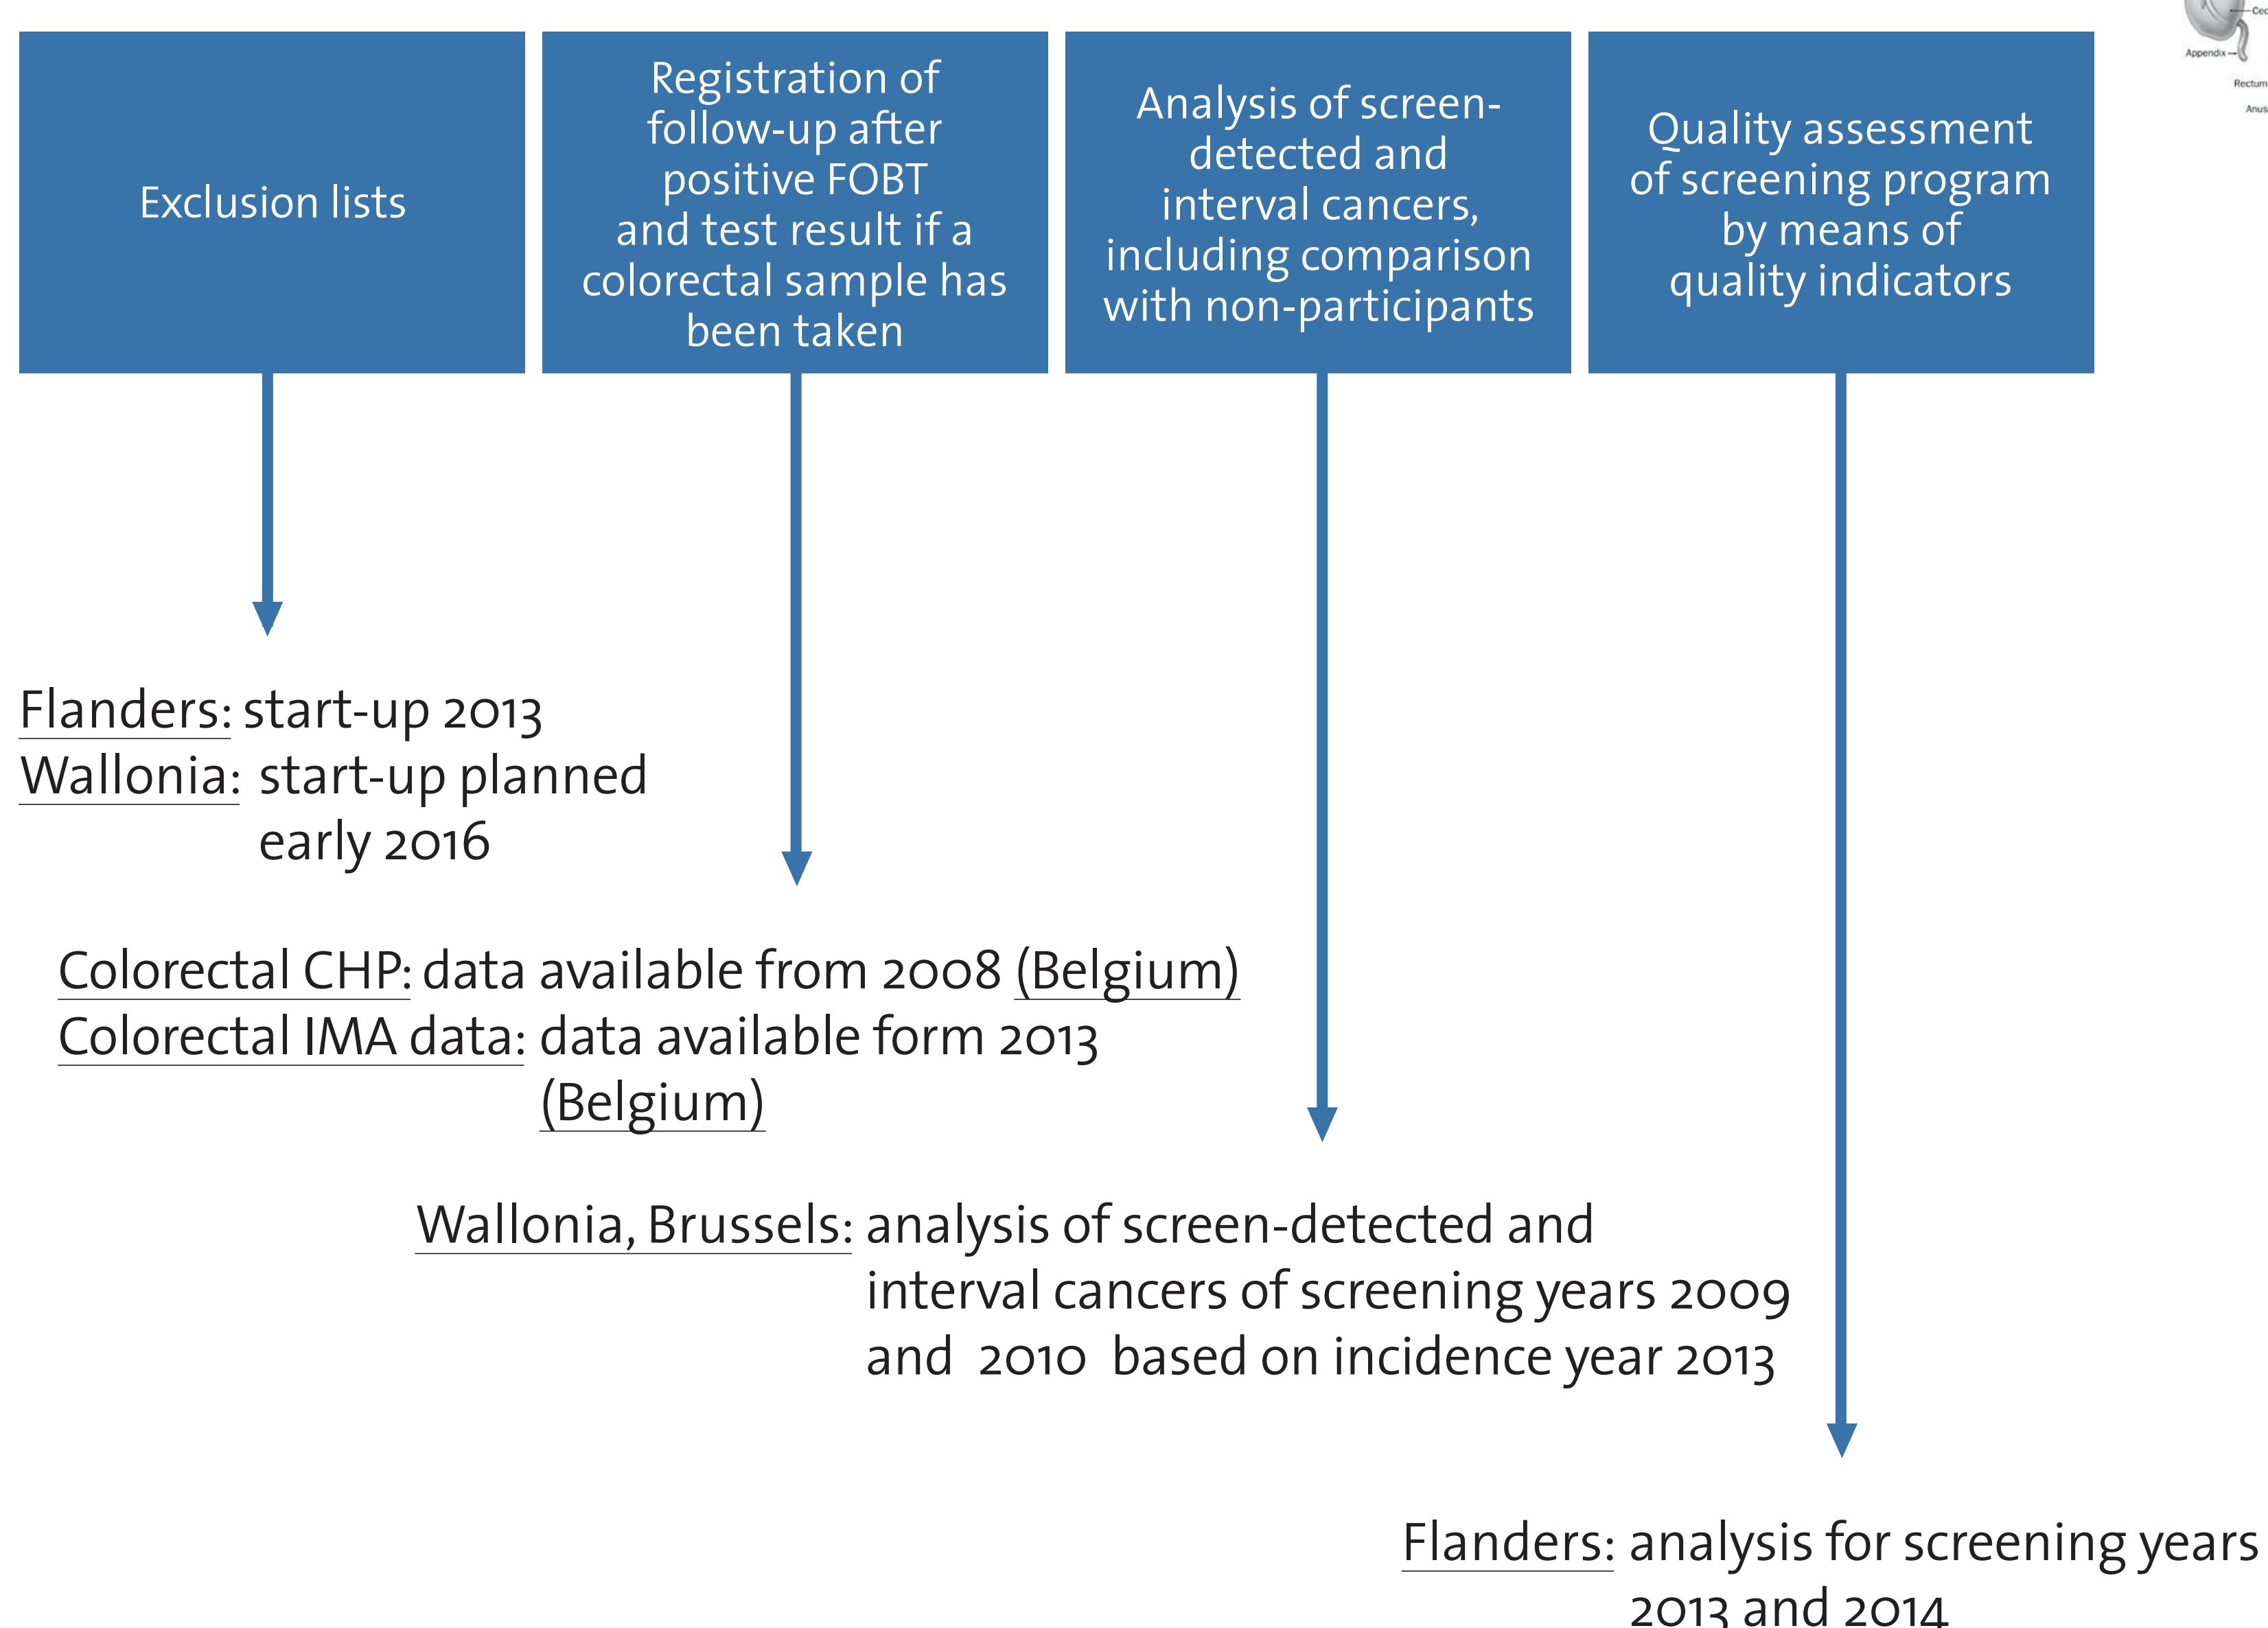 Exclusion lists
Registration of
follow-up after
positive FOBT
and test result if a
colorectal sample has
been taken
Analysis of screen-
detected and
interval cancers,
including comparison
with non-participants
Quality assessment
of screening program
by means of
quality indicators
Appendix
Rectum
Anus
Flanders: start-up 2013
Wallonia: start-up planned
early 2016
Colorectal CHP: data available from 2008 (Belgium)
Colorectal IMA data: data available form 2013
(Belgium)
Wallonia, Brussels: analysis of screen-detected and
interval cancers of screening years 2009
and 2010 based on incidence year 2013
Flanders: analysis for screening years
2013 and 2014